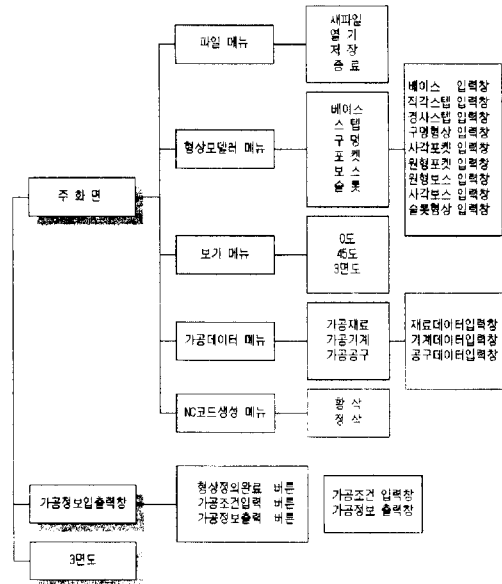 파일 메뉴
새파일
열 기
저 장
종 료
형상모델러 메뉴
베이스
스 텝
구 멍
포 켓
보 스
슬 롯
베이스 입력창
직각스텝 입력창
경사스텝 입력창
구멍형상 입력창
사각포켓 입력창
원형포켓 입력창
원형보스 입력창
사각보스 입력창
슬롯형상 입력창
주 화면
보기 메뉴
0도
45도
3면도
가공데이터 메뉴
가공재료
가공기계
가공공구
재료데이터입력창
기계데이터입력창
공구데이터입력창
NC코드생성 메뉴
황 삭
정 삭
가공정보입출력창
형상정의완료 버튼
가공조건입력 버튼
가공정보출력 버튼
가공조건 입력창
가공정보 출력창
3면도